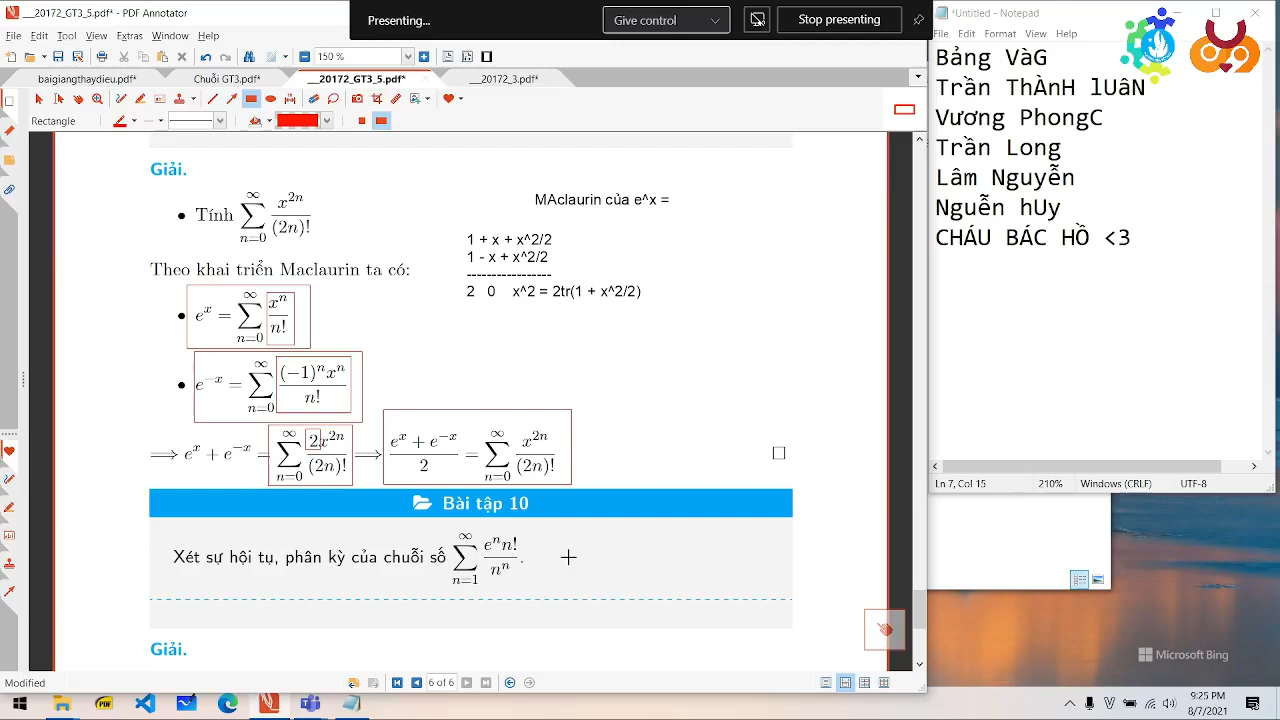 __20172_GT3_5.pdf* - PDF Annotator
Presenting...
Give control
Stop presenting
File Edit Tools View Extras Window Help
150 %
baigiangthaydieu.pdf* Chuỗi GT3.pdf* __20172_GT3_5.pdf* __20172_3.pdf*
Rectangle
Giải.
• Tính ∑_{n=0}^{∞} x^{2n}/(2n)!
MAclaurin của e^x =
1 + x + x^2/2
1 - x + x^2/2
-----------------
2 0 x^2 = 2tr(1 + x^2/2)
Theo khai triển Maclaurin ta có:
• e^x = ∑_{n=0}^{∞} x^n/n!
• e^{-x} = ∑_{n=0}^{∞} (-1)^n x^n/n!
⟹ e^x + e^{-x} = ∑_{n=0}^{∞} 2x^{2n}/(2n)! ⟹ (e^x + e^{-x})/2 = ∑_{n=0}^{∞} x^{2n}/(2n)! □
Bài tập 10
Xét sự hội tụ, phân kỳ của chuỗi số ∑_{n=1}^{∞} e^n n!/n^n.
Giải.
Modified
6 of 6
*Untitled - Notepad
File Edit Format View Help
Bảng VàG
Trần ThÀnH lUâN
Vương PhongC
Trần Long
Lâm Nguyễn
Nguễn hUy
CHÁU BÁC HỒ <3
Ln 7, Col 15 210% Windows (CRLF) UTF-8
Microsoft Bing
PDF
9:25 PM
8/7/2021